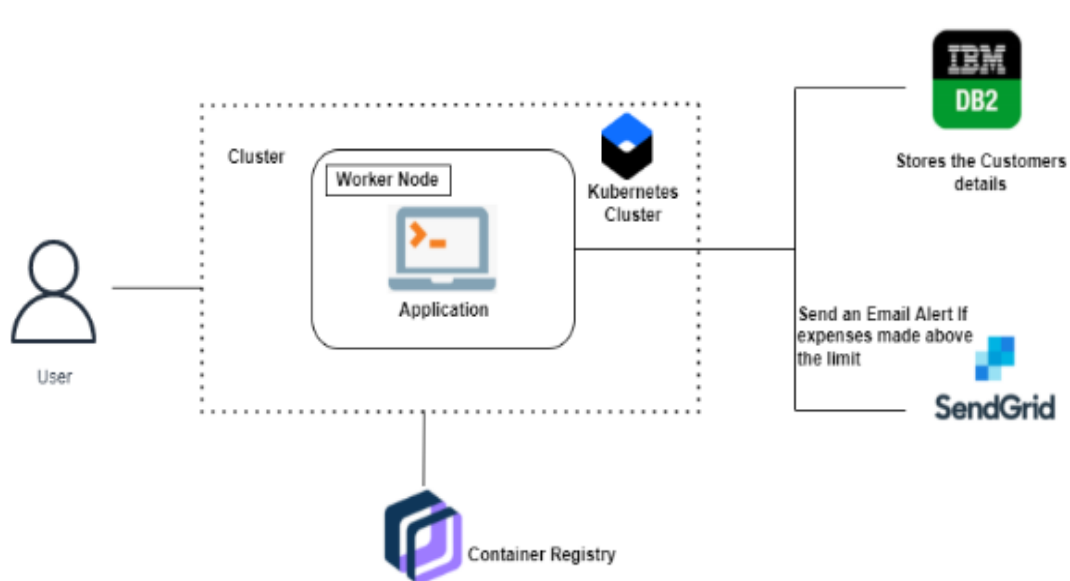 IBM
DB2
Stores the Customers
details
Cluster
Worker Node
Kubernetes
Cluster
Application
User
Send an Email Alert If
expenses made above
the limit
SendGrid
Container Registry